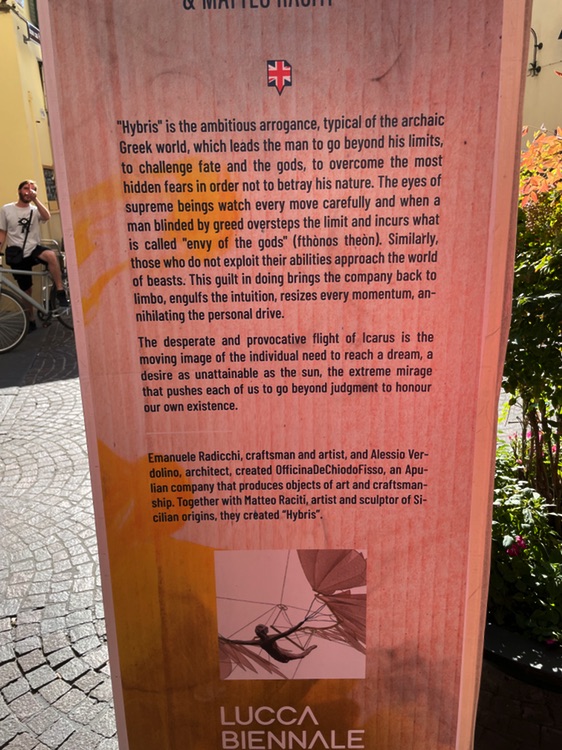 & MATTEO RACITI
"Hybris" is the ambitious arrogance, typical of the archaic
Greek world, which leads the man to go beyond his limits,
to challenge fate and the gods, to overcome the most
hidden fears in order not to betray his nature. The eyes of
supreme beings watch every move carefully and when a
man blinded by greed oversteps the limit and incurs what
is called "envy of the gods" (fthònos theòn). Similarly,
those who do not exploit their abilities approach the world
of beasts. This guilt in doing brings the company back to
limbo, engulfs the intuition, resizes every momentum, an-
nihilating the personal drive.
The desperate and provocative flight of Icarus is the
moving image of the individual need to reach a dream, a
desire as unattainable as the sun, the extreme mirage
that pushes each of us to go beyond judgment to honour
our own existence.
Emanuele Radicchi, craftsman and artist, and Alessio Ver-
dolino, architect, created OfficinaDeChiodoFisso, an Apu-
lian company that produces objects of art and craftsman-
ship. Together with Matteo Raciti, artist and sculptor of Si-
cilian origins, they created "Hybris".
LUCCA
BIENNALE